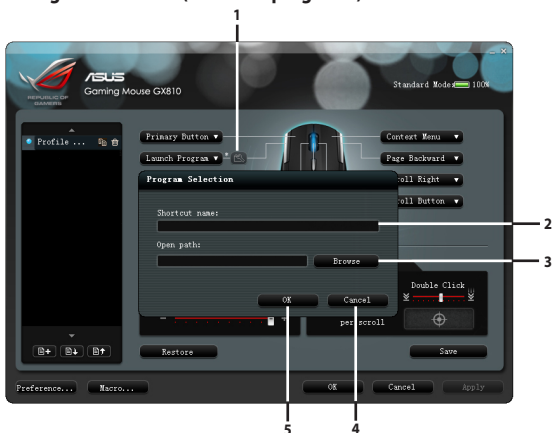 1
ASUS
REPUBLIC OF
GAMERS
Gaming Mouse GX810
Standard Mode 100%
Profile ...
Primary Button
Context Menu
Launch Program
Page Backward
Program Selection
roll Right
Shortcut name:
roll Button
2
Open path:
Browse
3
Double Click
OK
Cancel
per scroll
Restore
Save
Preference...
Macro...
OK
Cancel
Apply
5
4